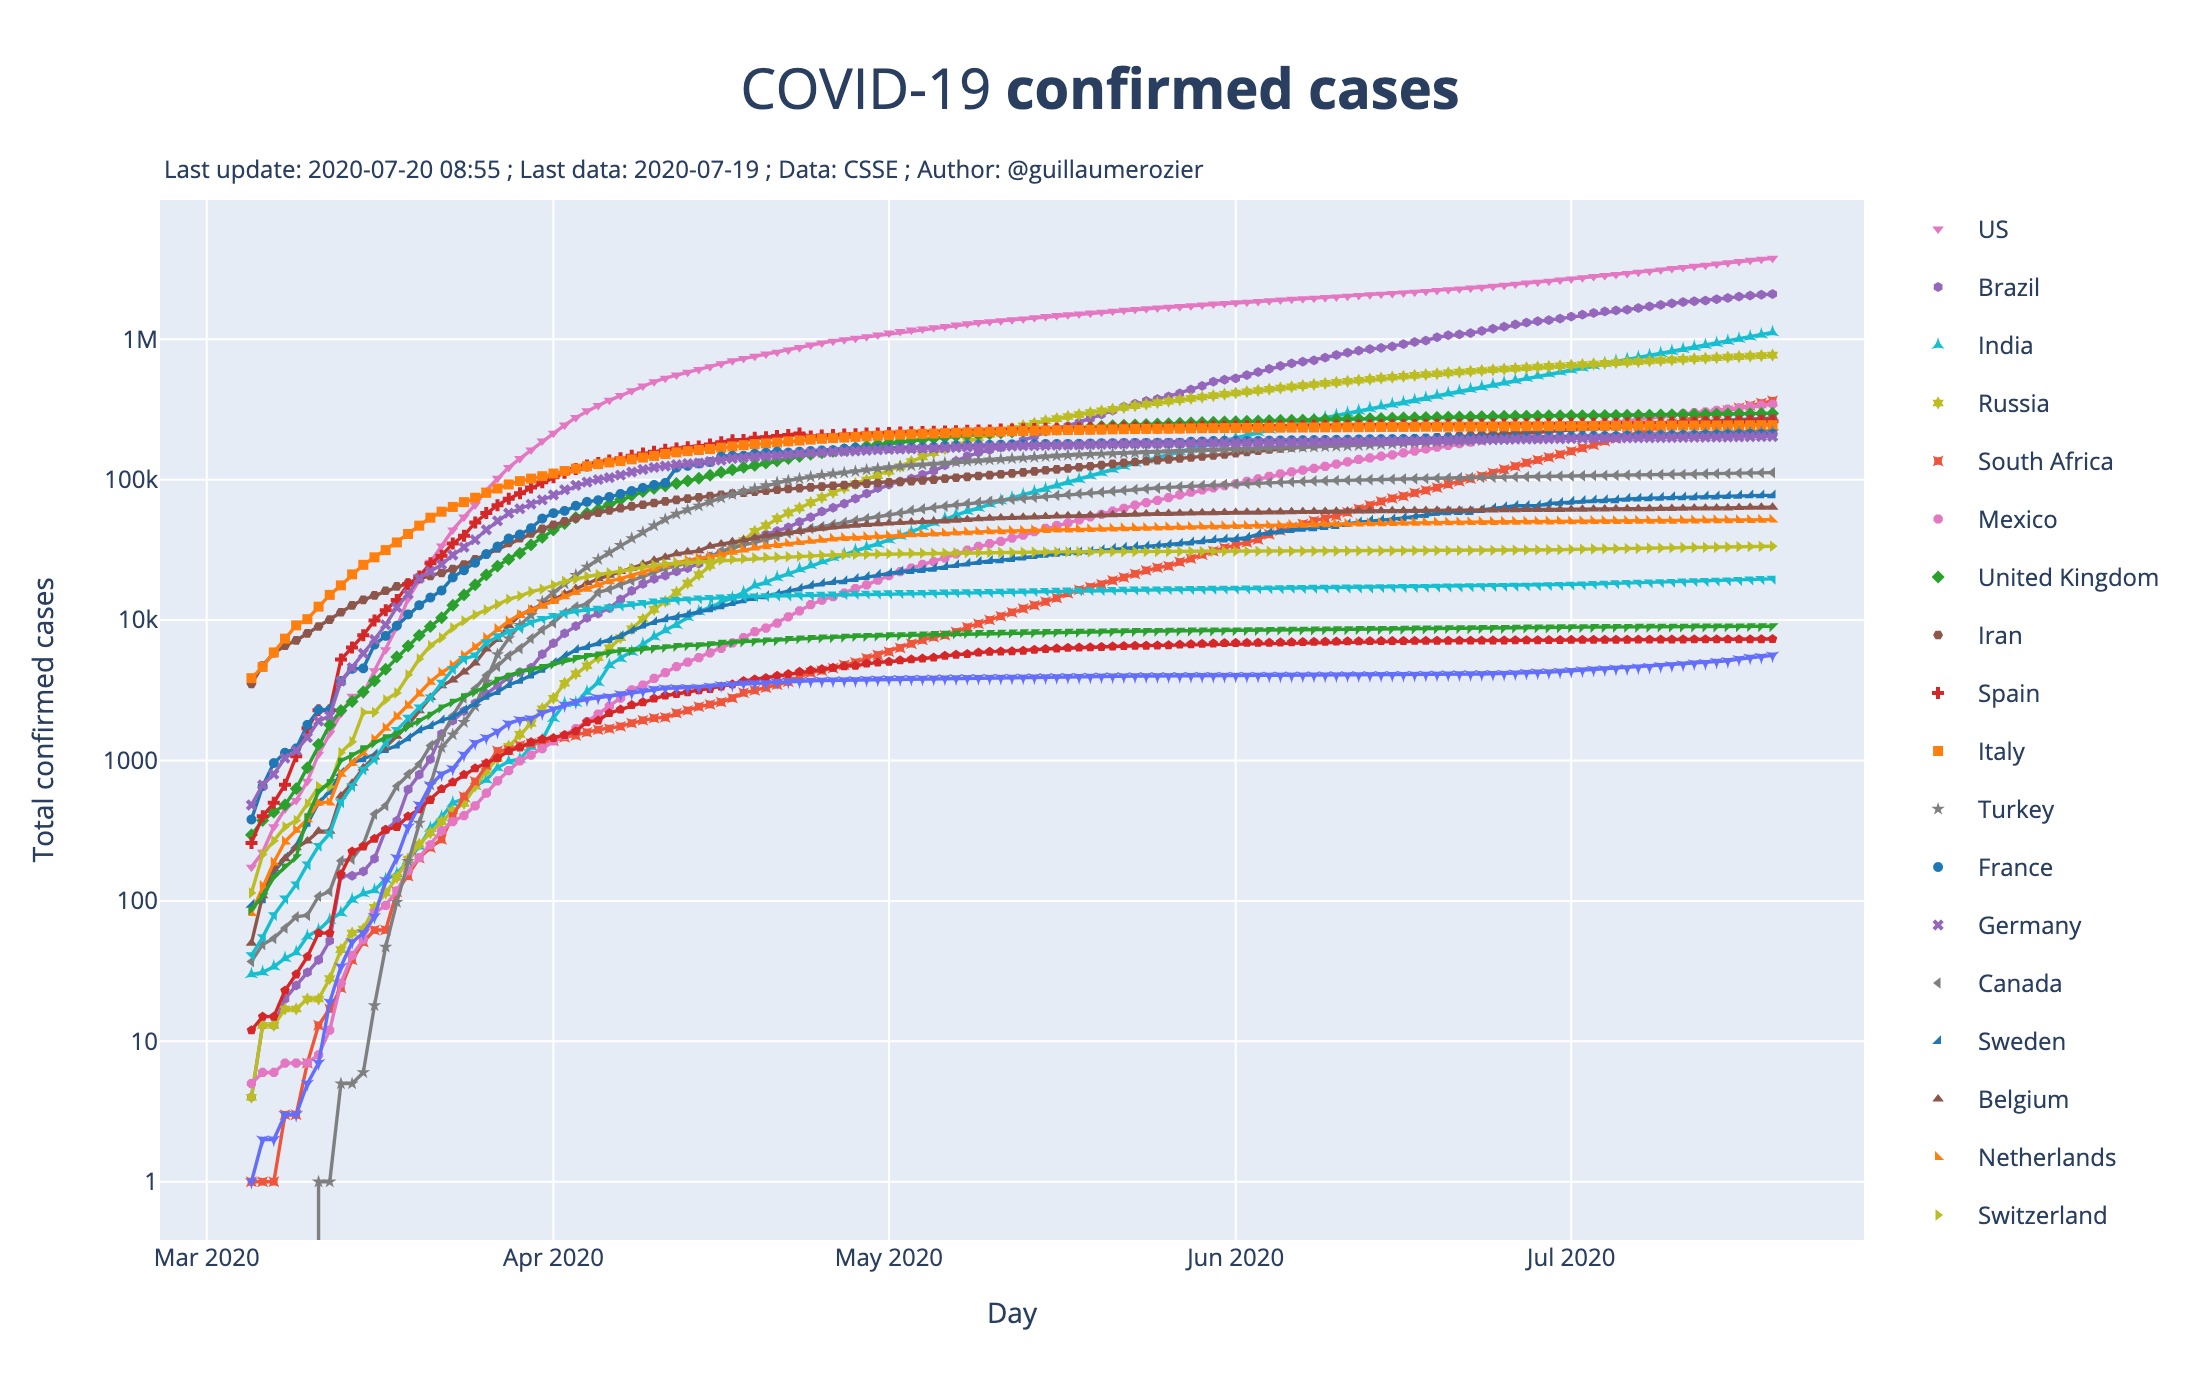 COVID-19 confirmed cases
Last update: 2020-07-20 08:55 ; Last data: 2020-07-19 ; Data: CSSE ; Author: @guillaumerozier
Total confirmed cases
1M
100k
10k
1000
100
10
1
Mar 2020
Apr 2020
May 2020
Jun 2020
Jul 2020
Day
US
Brazil
India
Russia
South Africa
Mexico
United Kingdom
Iran
Spain
Italy
Turkey
France
Germany
Canada
Sweden
Belgium
Netherlands
Switzerland